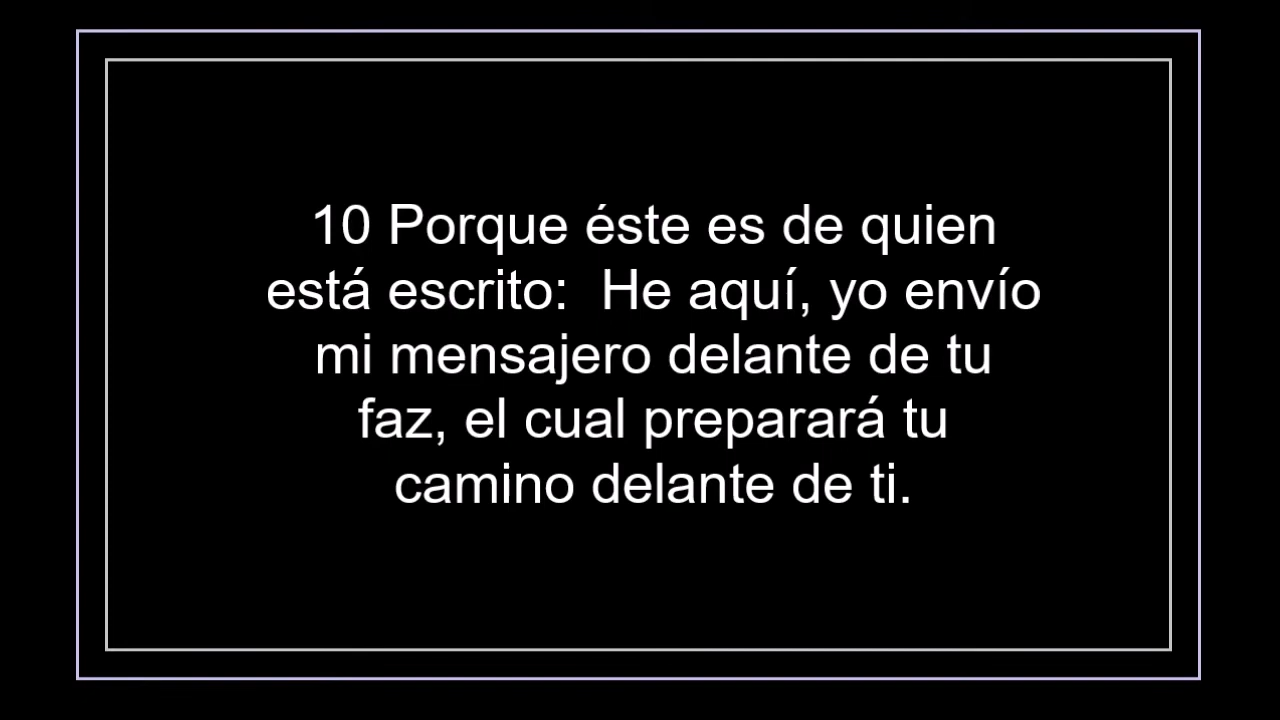 10 Porque éste es de quien
está escrito:  He aquí, yo envío
mi mensajero delante de tu
faz, el cual preparará tu
camino delante de ti.